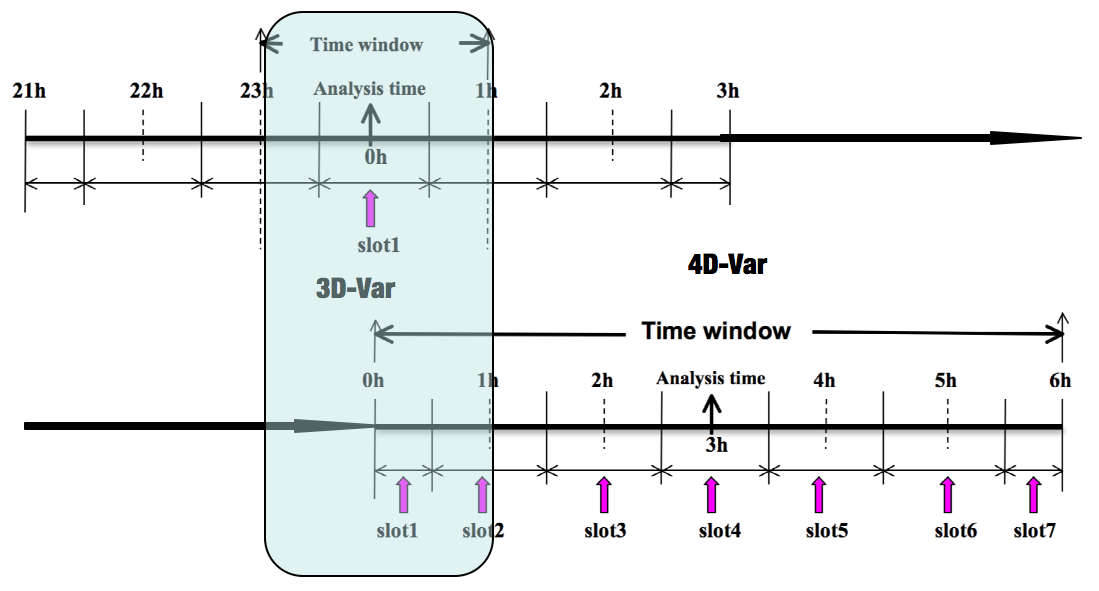 Time window
21h 22h 23h Analysis time 1h 2h 3h
0h
slot1
4D-Var
3D-Var
Time window
0h 1h 2h Analysis time 4h 5h 6h
3h
slot1 slot2 slot3 slot4 slot5 slot6 slot7